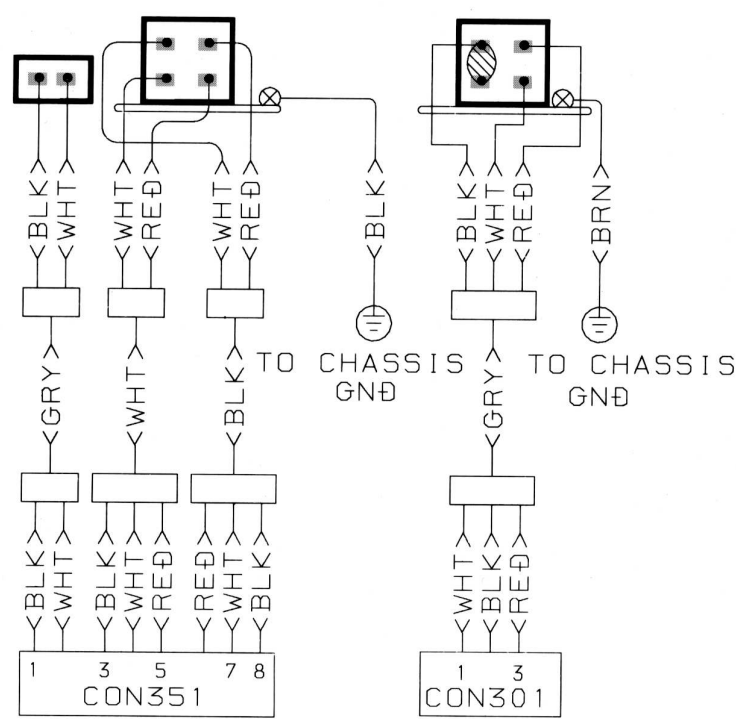 BLK WHT WHT RED WHT RED BLK BLK WHT RED BRN
TO CHASSIS GND
TO CHASSIS GND
GRY WHT BLK GRY
BLK WHT BLK WHT RED RED WHT BLK WHT BLK RED
1 3 5 7 8 1 3
CON351 CON301